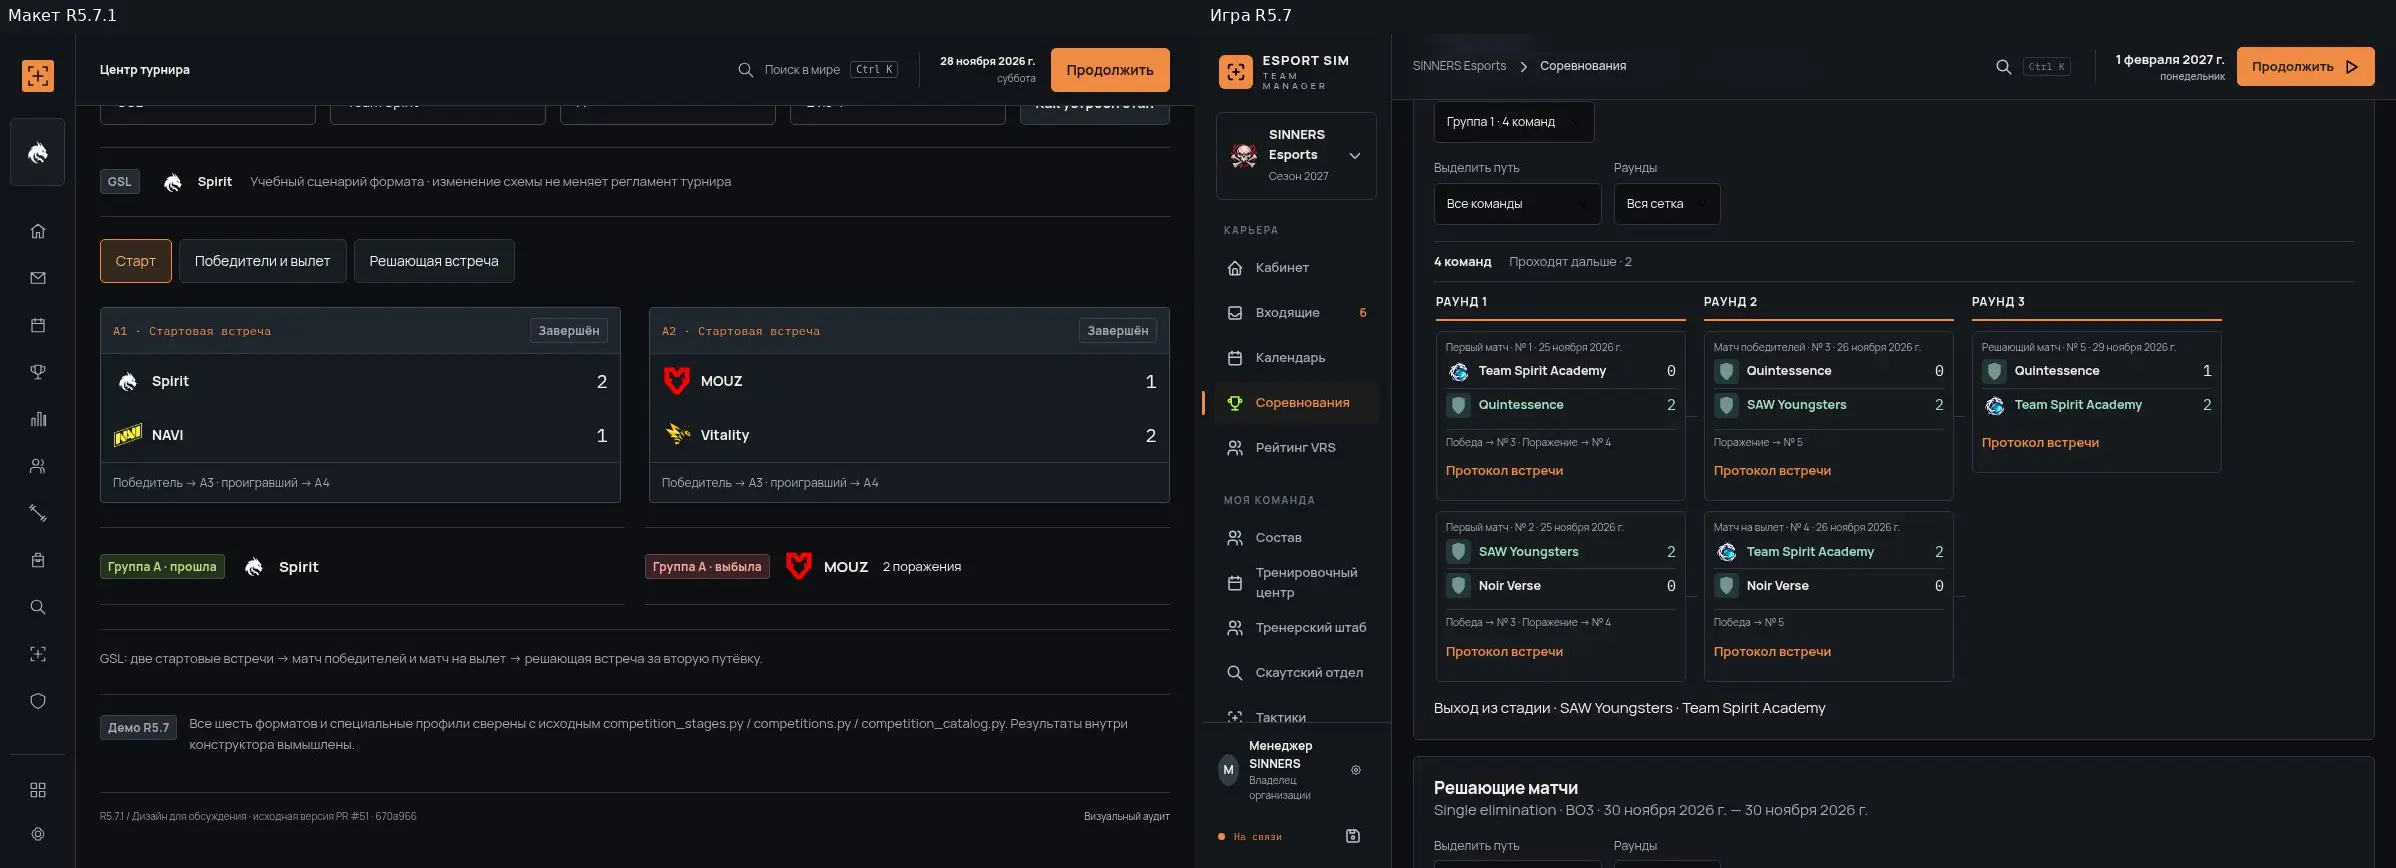 Макет R5.7.1
Центр турнира
Поиск в мире
Ctrl K
28 ноября 2026 г.
суббота
Продолжить
GSL
Spirit
Учебный сценарий формата · изменение схемы не меняет регламент турнира
Старт
Победители и вылет
Решающая встреча
A1 · Стартовая встреча
Завершён
Spirit
2
NAVI
1
Победитель → A3 · проигравший → A4
A2 · Стартовая встреча
Завершён
MOUZ
1
Vitality
2
Победитель → A3 · проигравший → A4
Группа A · прошла
Spirit
Группа A · выбыла
MOUZ
2 поражения
GSL: две стартовые встречи → матч победителей и матч на вылет → решающая встреча за вторую путёвку.
Демо R5.7
Все шесть форматов и специальные профили сверены с исходным competition_stages.py / competitions.py / competition_catalog.py. Результаты внутри
конструктора вымышлены.
R5.7.1 / Дизайн для обсуждения · исходная версия PR #51 · 670a966
Визуальный аудит
Игра R5.7
ESPORT SIM
TEAM
MANAGER
SINNERS
Esports
Сезон 2027
КАРЬЕРА
Кабинет
Входящие
6
Календарь
Соревнования
Рейтинг VRS
МОЯ КОМАНДА
Состав
Тренировочный
центр
Тренерский штаб
Скаутский отдел
Тактики
M
Менеджер
SINNERS
Владелец
организации
На связи
SINNERS Esports
Соревнования
Ctrl K
1 февраля 2027 г.
понедельник
Продолжить
Группа 1 · 4 команд
Выделить путь
Раунды
Все команды
Вся сетка
4 команд
Проходят дальше · 2
РАУНД 1
Первый матч · № 1 · 25 ноября 2026 г.
Team Spirit Academy
0
Quintessence
2
Победа → № 3 · Поражение → № 4
Протокол встречи
Первый матч · № 2 · 25 ноября 2026 г.
SAW Youngsters
2
Noir Verse
0
Победа → № 3 · Поражение → № 4
Протокол встречи
РАУНД 2
Матч победителей · № 3 · 26 ноября 2026 г.
Quintessence
0
SAW Youngsters
2
Поражение → № 5
Протокол встречи
Матч на вылет · № 4 · 26 ноября 2026 г.
Team Spirit Academy
2
Noir Verse
0
Победа → № 5
Протокол встречи
РАУНД 3
Решающий матч · № 5 · 29 ноября 2026 г.
Quintessence
1
Team Spirit Academy
2
Протокол встречи
Выход из стадии · SAW Youngsters · Team Spirit Academy
Решающие матчи
Single elimination · BO3 · 30 ноября 2026 г. — 30 ноября 2026 г.
Выделить путь
Раунды